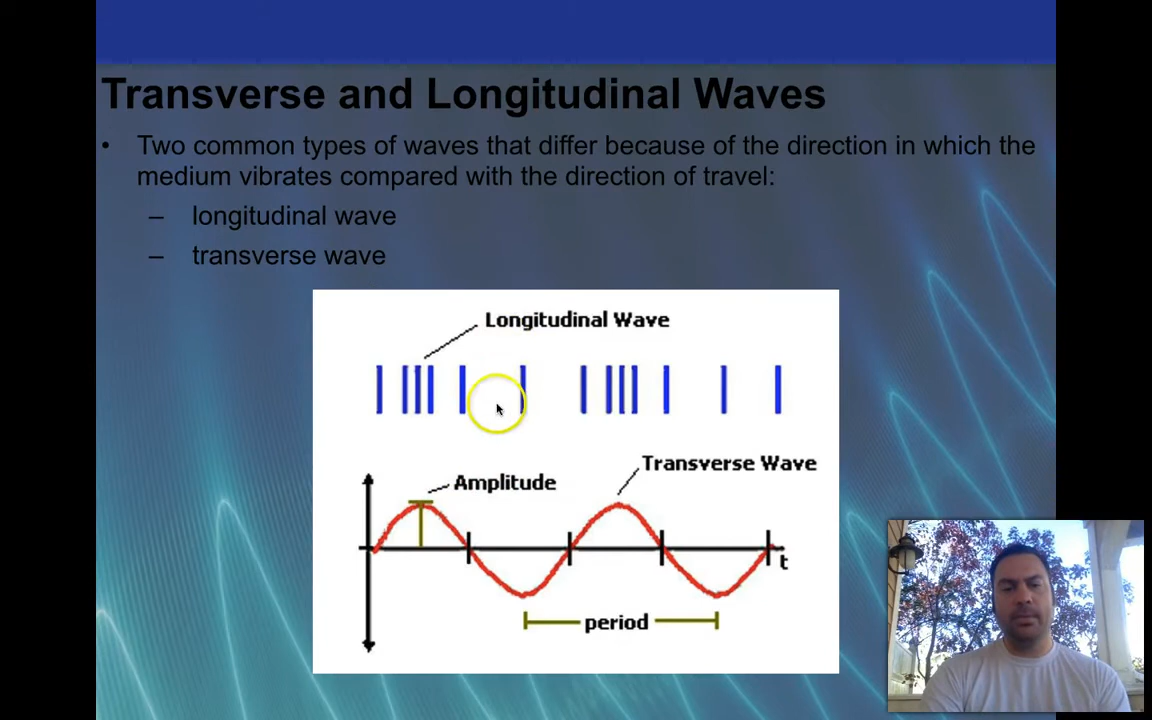 Transverse and Longitudinal Waves
• Two common types of waves that differ because of the direction in which the
medium vibrates compared with the direction of travel:
– longitudinal wave
– transverse wave
Longitudinal Wave
Transverse Wave
Amplitude
t
period